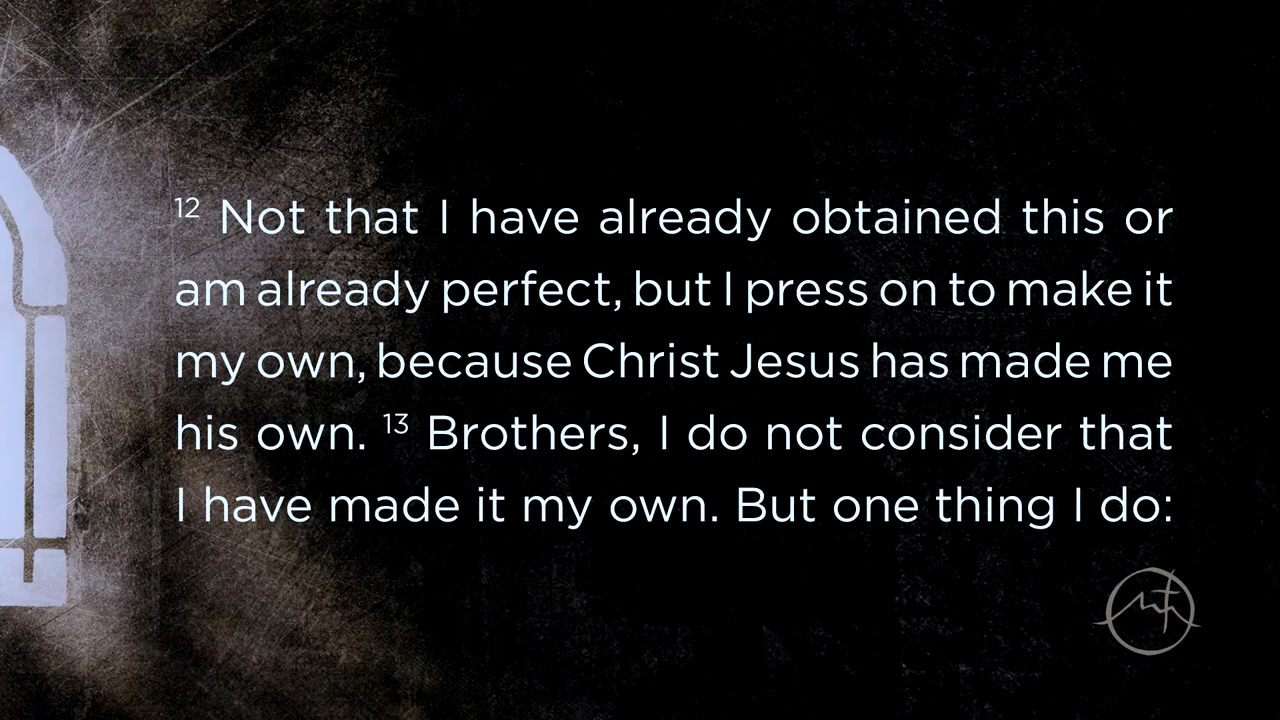 12 Not that I have already obtained this or
am already perfect, but I press on to make it
my own, because Christ Jesus has made me
his own. 13 Brothers, I do not consider that
I have made it my own. But one thing I do: